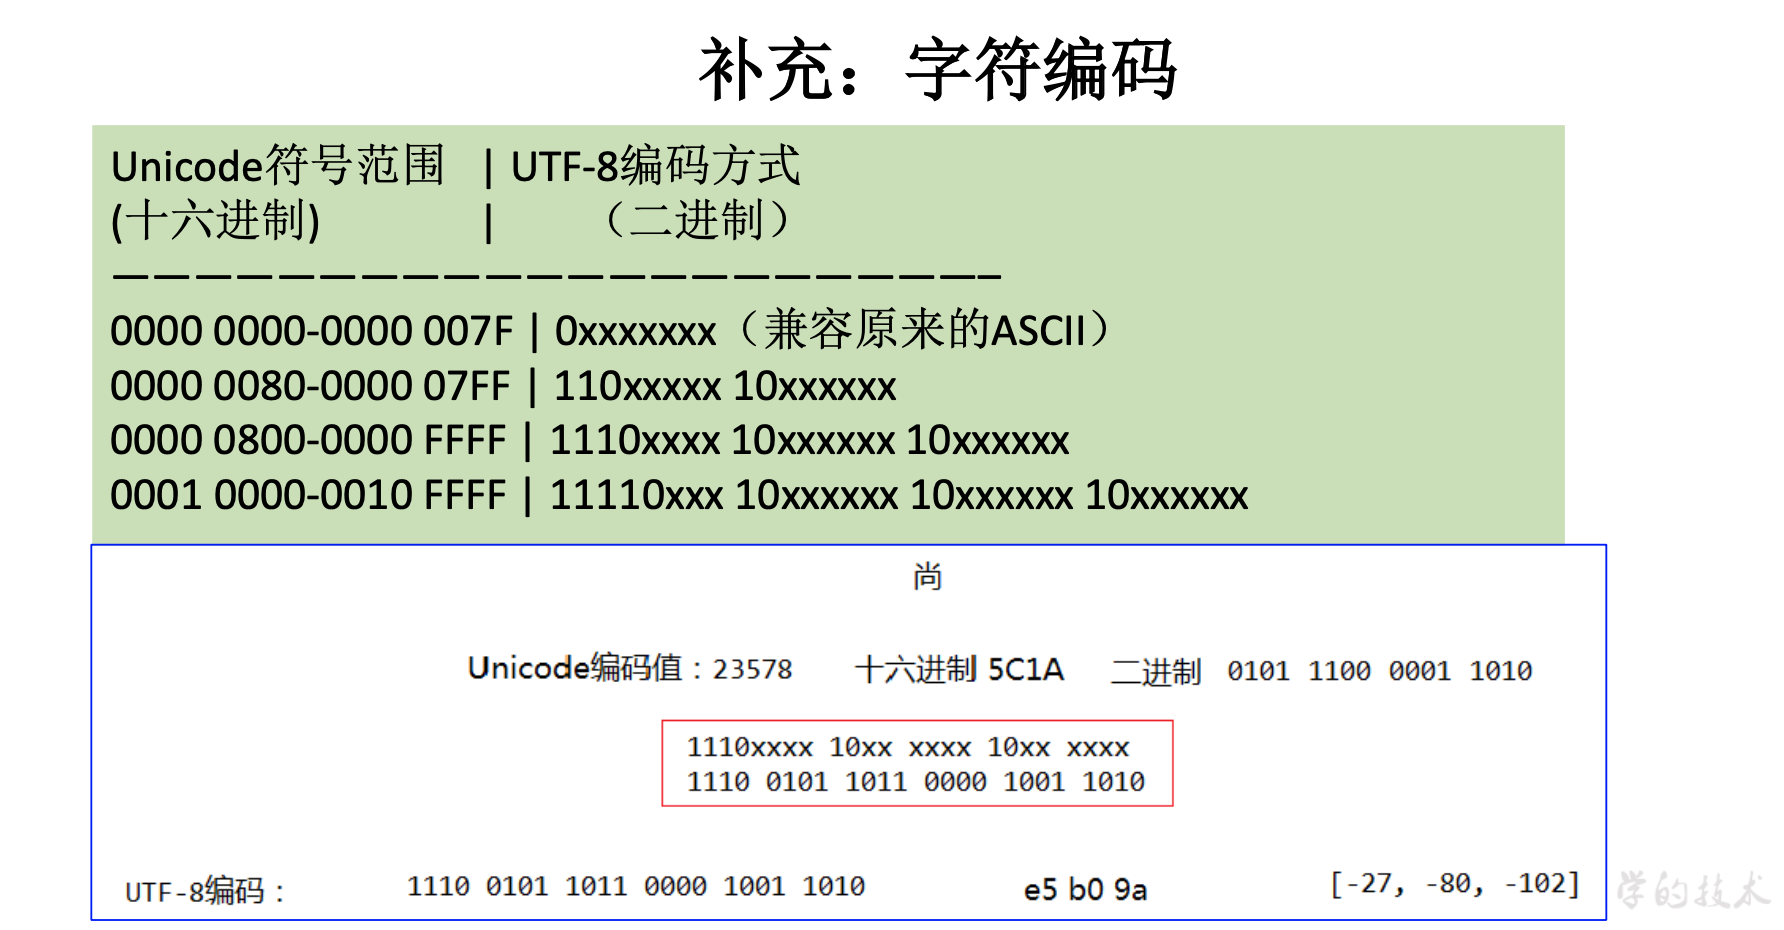 补充：字符编码
Unicode符号范围 | UTF-8编码方式
(十六进制) | （二进制）
——————————————————————–
0000 0000-0000 007F | 0xxxxxxx（兼容原来的ASCII）
0000 0080-0000 07FF | 110xxxxx 10xxxxxx
0000 0800-0000 FFFF | 1110xxxx 10xxxxxx 10xxxxxx
0001 0000-0010 FFFF | 11110xxx 10xxxxxx 10xxxxxx 10xxxxxx
尚
Unicode编码值：23578 十六进制 5C1A 二进制 0101 1100 0001 1010
1110xxxx 10xx xxxx 10xx xxxx
1110 0101 1011 0000 1001 1010
UTF-8编码： 1110 0101 1011 0000 1001 1010 e5 b0 9a [-27, -80, -102]
学的技术